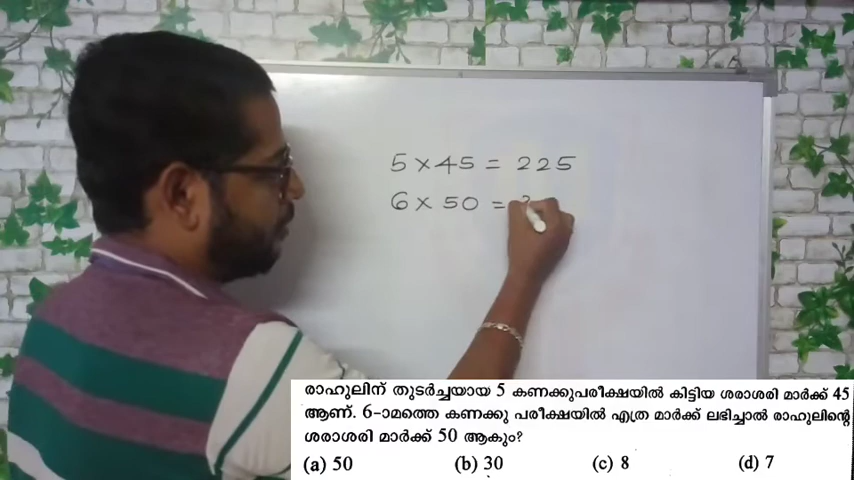 5 × 45 = 225
6 × 50 =
രാഹുലിന് തുടർച്ചയായ 5 കണക്കുപരീക്ഷയിൽ കിട്ടിയ ശരാശരി മാർക്ക് 45
ആണ്. 6-ാമത്തെ കണക്കു പരീക്ഷയിൽ എത്ര മാർക്ക് ലഭിച്ചാൽ രാഹുലിന്റെ
ശരാശരി മാർക്ക് 50 ആകും?
(a) 50 (b) 30 (c) 8 (d) 7